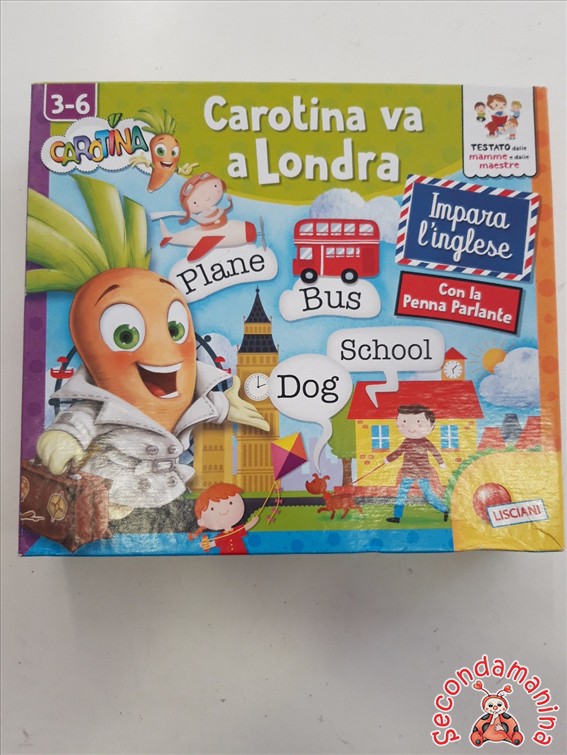 3-6
CAROTINA
Carotina va
a Londra
TESTATO dalle
mamme e dalle
maestre
Impara
l'inglese
Con la
Penna Parlante
Plane
Bus
School
Dog
LISCIANI
Secondamanina